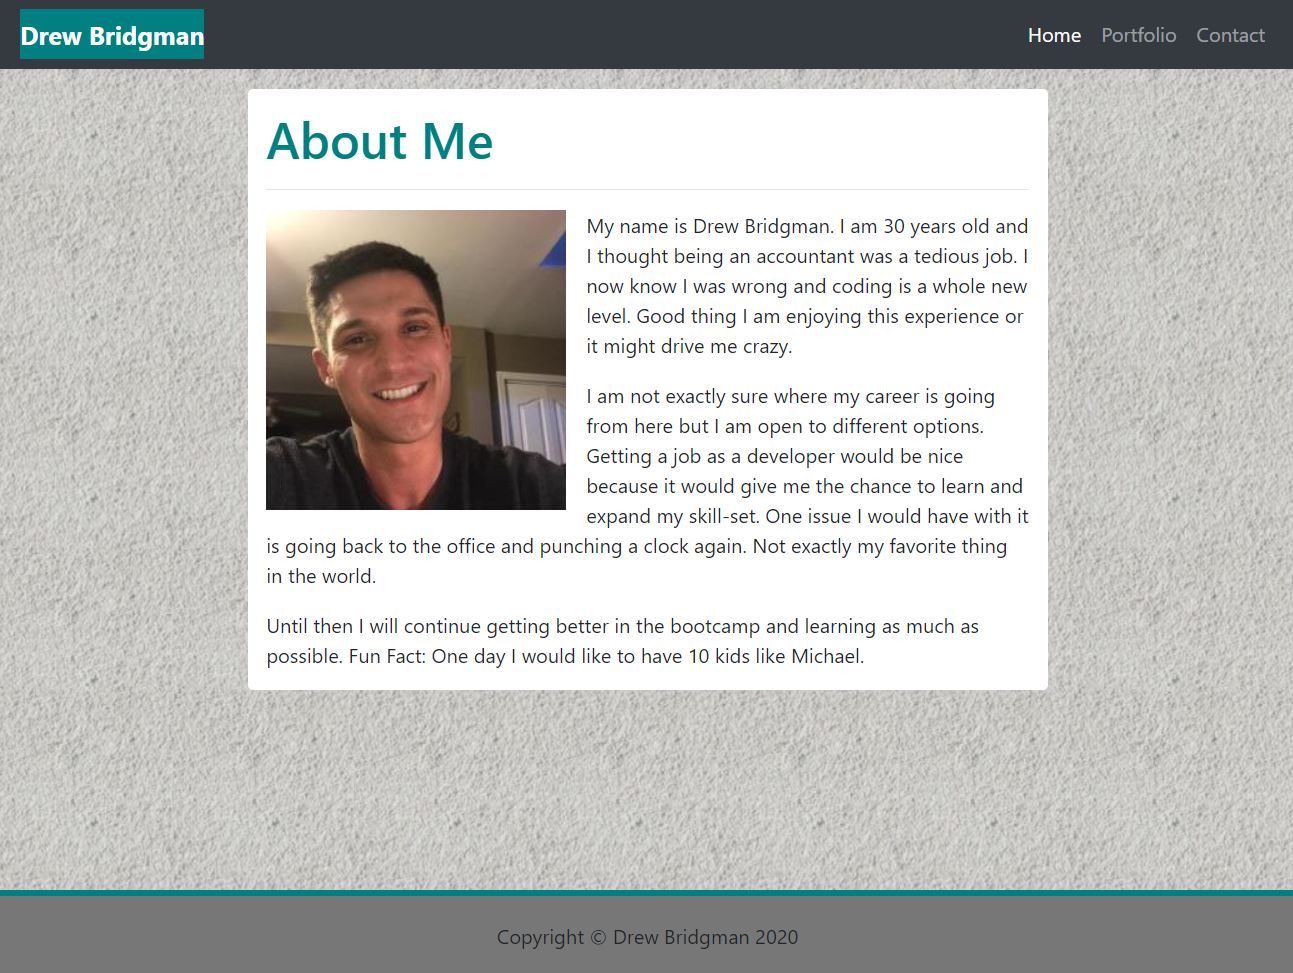 Drew Bridgman
Home Portfolio Contact
About Me
My name is Drew Bridgman. I am 30 years old and
I thought being an accountant was a tedious job. I
now know I was wrong and coding is a whole new
level. Good thing I am enjoying this experience or
it might drive me crazy.
I am not exactly sure where my career is going
from here but I am open to different options.
Getting a job as a developer would be nice
because it would give me the chance to learn and
expand my skill-set. One issue I would have with it
is going back to the office and punching a clock again. Not exactly my favorite thing
in the world.
Until then I will continue getting better in the bootcamp and learning as much as
possible. Fun Fact: One day I would like to have 10 kids like Michael.
Copyright © Drew Bridgman 2020